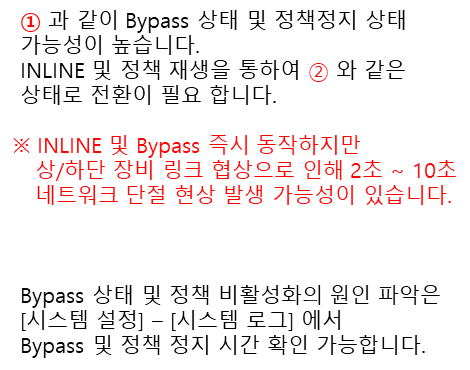 ① 과 같이 Bypass 상태 및 정책정지 상태
가능성이 높습니다.
INLINE 및 정책 재생을 통하여 ② 와 같은
상태로 전환이 필요 합니다.
※ INLINE 및 Bypass 즉시 동작하지만
상/하단 장비 링크 협상으로 인해 2초 ~ 10초
네트워크 단절 현상 발생 가능성이 있습니다.
Bypass 상태 및 정책 비활성화의 원인 파악은
[시스템 설정] – [시스템 로그] 에서
Bypass 및 정책 정지 시간 확인 가능합니다.